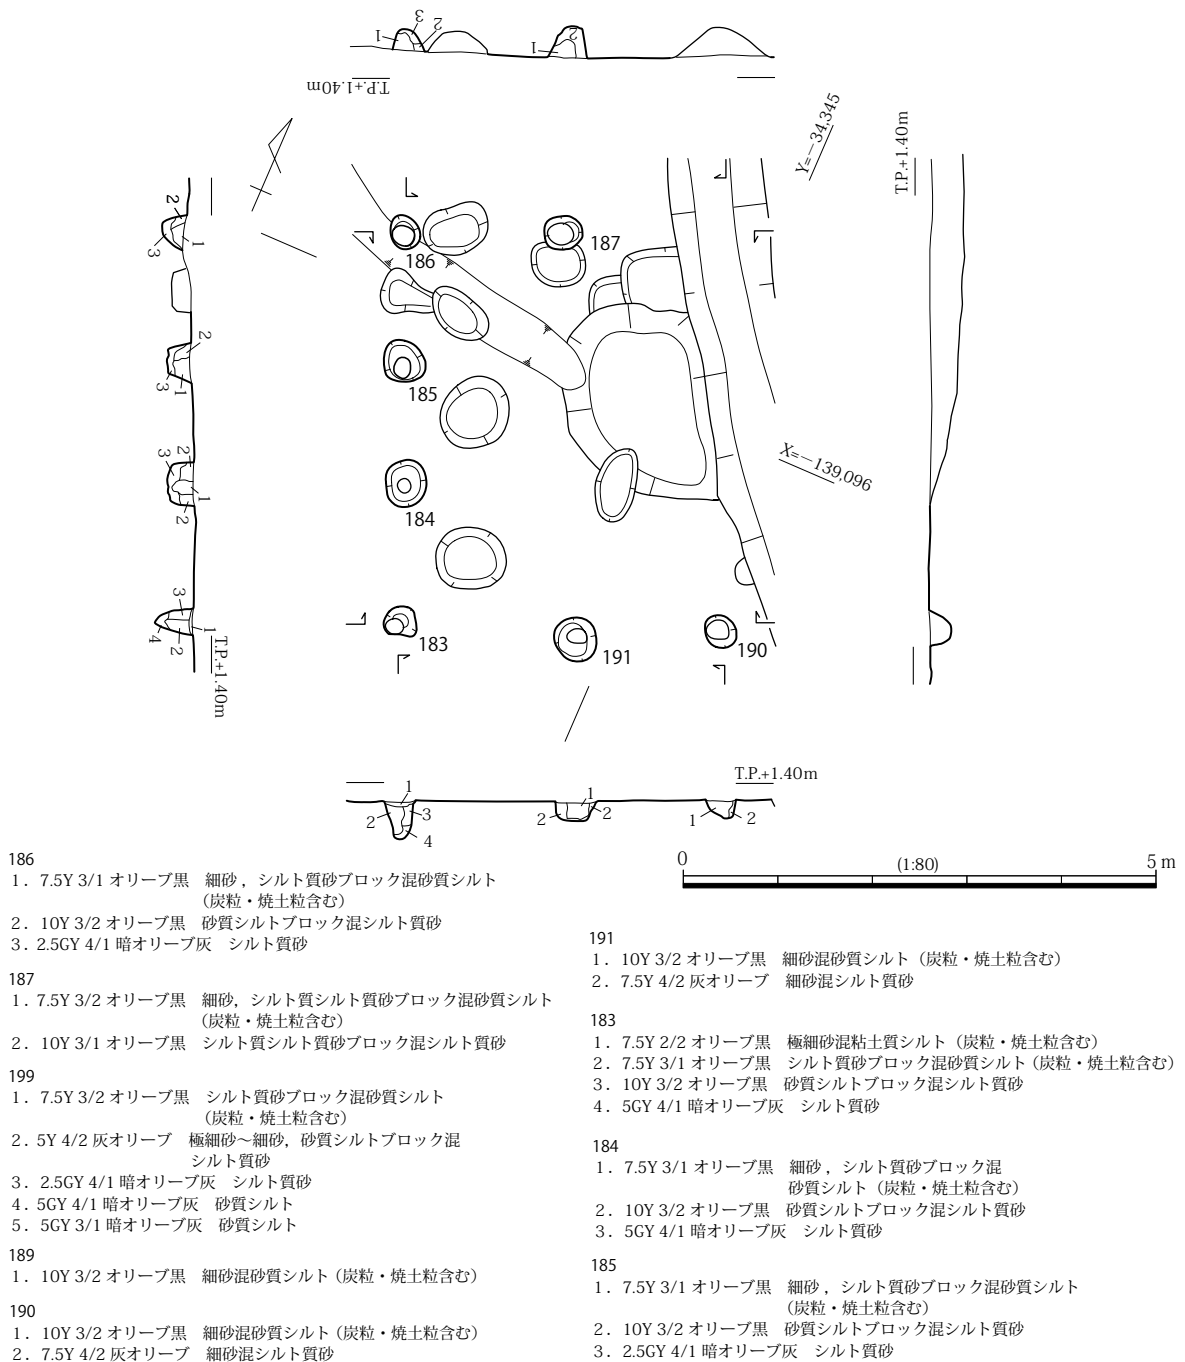 3
1 2 1 2
T.P.+1.40m
Y=－34,345
T.P.+1.40m
2
3 1
186
187
2
3 1
185
X=－139,096
3 2
1
2
184
3
4 2 1
T.P.+1.40m
183
191
190
T.P.+1.40m
1
2 3
4
1
2 2
1 2
0 (1:80) 5 m
186
1．7.5Y 3/1 オリーブ黒　細砂，シルト質砂ブロック混砂質シルト
（炭粒・焼土粒含む）
2．10Y 3/2 オリーブ黒　砂質シルトブロック混シルト質砂
3．2.5GY 4/1 暗オリーブ灰　シルト質砂
187
1．7.5Y 3/2 オリーブ黒　細砂，シルト質シルト質砂ブロック混砂質シルト
（炭粒・焼土粒含む）
2．10Y 3/1 オリーブ黒　シルト質シルト質砂ブロック混シルト質砂
199
1．7.5Y 3/2 オリーブ黒　シルト質砂ブロック混砂質シルト
（炭粒・焼土粒含む）
2．5Y 4/2 灰オリーブ　極細砂～細砂，砂質シルトブロック混
シルト質砂
3．2.5GY 4/1 暗オリーブ灰　シルト質砂
4．5GY 4/1 暗オリーブ灰　砂質シルト
5．5GY 3/1 暗オリーブ灰　砂質シルト
189
1．10Y 3/2 オリーブ黒　細砂混砂質シルト（炭粒・焼土粒含む）
190
1．10Y 3/2 オリーブ黒　細砂混砂質シルト（炭粒・焼土粒含む）
2．7.5Y 4/2 灰オリーブ　細砂混シルト質砂
191
1．10Y 3/2 オリーブ黒　細砂混砂質シルト（炭粒・焼土粒含む）
2．7.5Y 4/2 灰オリーブ　細砂混シルト質砂
183
1．7.5Y 2/2 オリーブ黒　極細砂混粘土質シルト（炭粒・焼土粒含む）
2．7.5Y 3/1 オリーブ黒　シルト質砂ブロック混砂質シルト（炭粒・焼土粒含む）
3．10Y 3/2 オリーブ黒　砂質シルトブロック混シルト質砂
4．5GY 4/1 暗オリーブ灰　シルト質砂
184
1．7.5Y 3/1 オリーブ黒　細砂，シルト質砂ブロック混
砂質シルト（炭粒・焼土粒含む）
2．10Y 3/2 オリーブ黒　砂質シルトブロック混シルト質砂
3．5GY 4/1 暗オリーブ灰　シルト質砂
185
1．7.5Y 3/1 オリーブ黒　細砂，シルト質砂ブロック混砂質シルト
（炭粒・焼土粒含む）
2．10Y 3/2 オリーブ黒　砂質シルトブロック混シルト質砂
3．2.5GY 4/1 暗オリーブ灰　シルト質砂